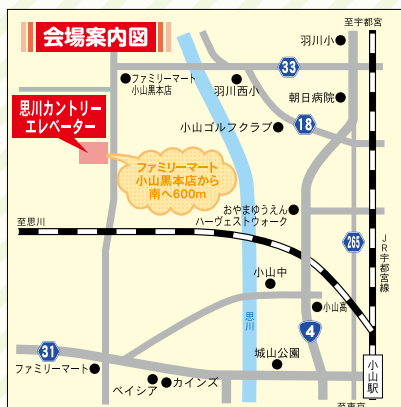 会場案内図
至宇都宮
羽川小
33
ファミリーマート
小山黒本店
羽川西小
朝日病院
思川カントリー
エレベーター
18
小山ゴルフクラブ
ファミリーマート
小山黒本店から
南へ600m
おやまゆうえん
ハーヴェストウォーク
至思川
265
JR宇都宮線
小山中
思川
小山高
4
31
城山公園
ファミリーマート
ベイシア
カインズ
小山駅
至東京